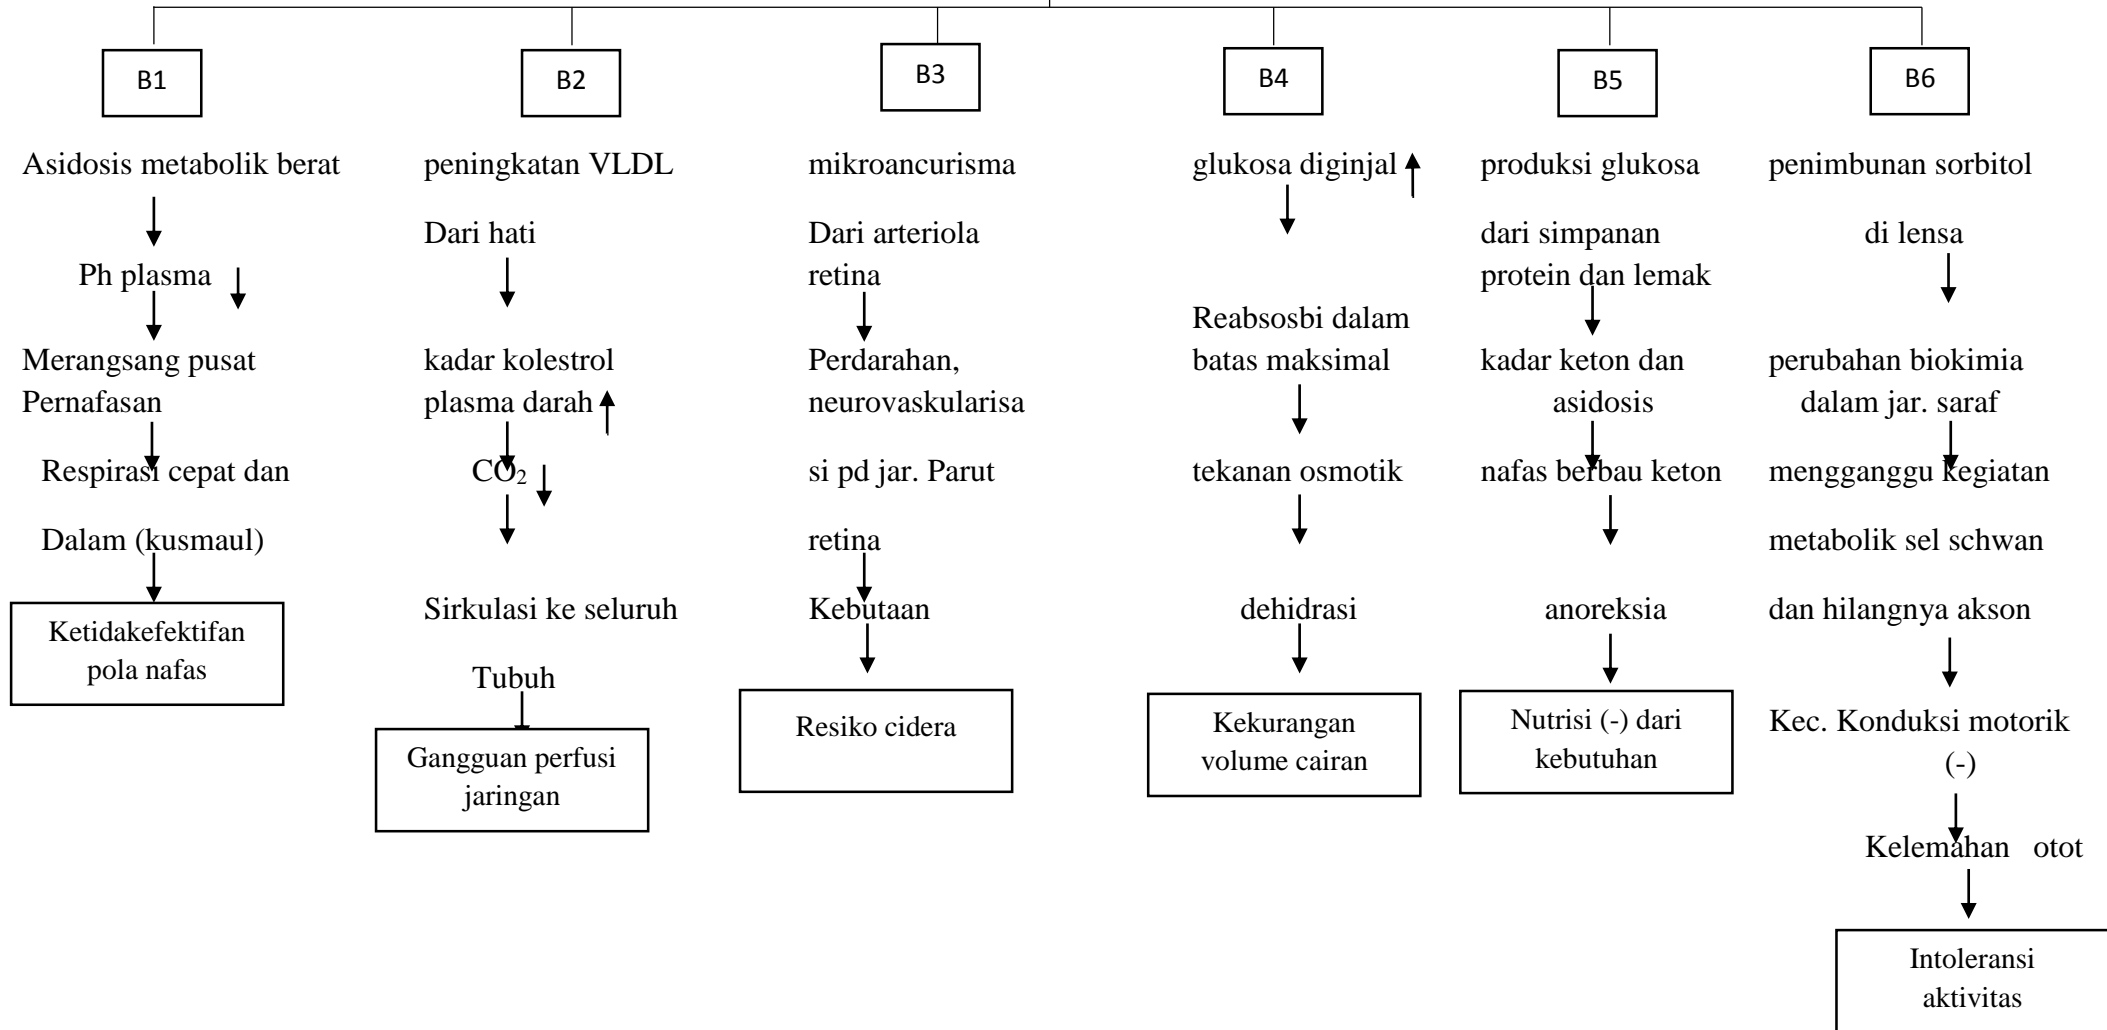 B1
Asidosis metabolik berat
Ph plasma
Merangsang pusat
Pernafasan
Respirasi cepat dan
Dalam (kusmaul)
Ketidakefektifan
pola nafas
B2
peningkatan VLDL
Dari hati
kadar kolestrol
plasma darah
CO₂
Sirkulasi ke seluruh
Tubuh
Gangguan perfusi
jaringan
B3
mikroancurisma
Dari arteriola
retina
Perdarahan,
neurovaskularisa
si pd jar. Parut
retina
Kebutaan
Resiko cidera
B4
glukosa diginjal
Reabsosbi dalam
batas maksimal
tekanan osmotik
dehidrasi
Kekurangan
volume cairan
B5
produksi glukosa
dari simpanan
protein dan lemak
kadar keton dan
asidosis
nafas berbau keton
anoreksia
Nutrisi (-) dari
kebutuhan
B6
penimbunan sorbitol
di lensa
perubahan biokimia
dalam jar. saraf
mengganggu kegiatan
metabolik sel schwan
dan hilangnya akson
Kec. Konduksi motorik
(-)
Kelemahan otot
Intoleransi
aktivitas